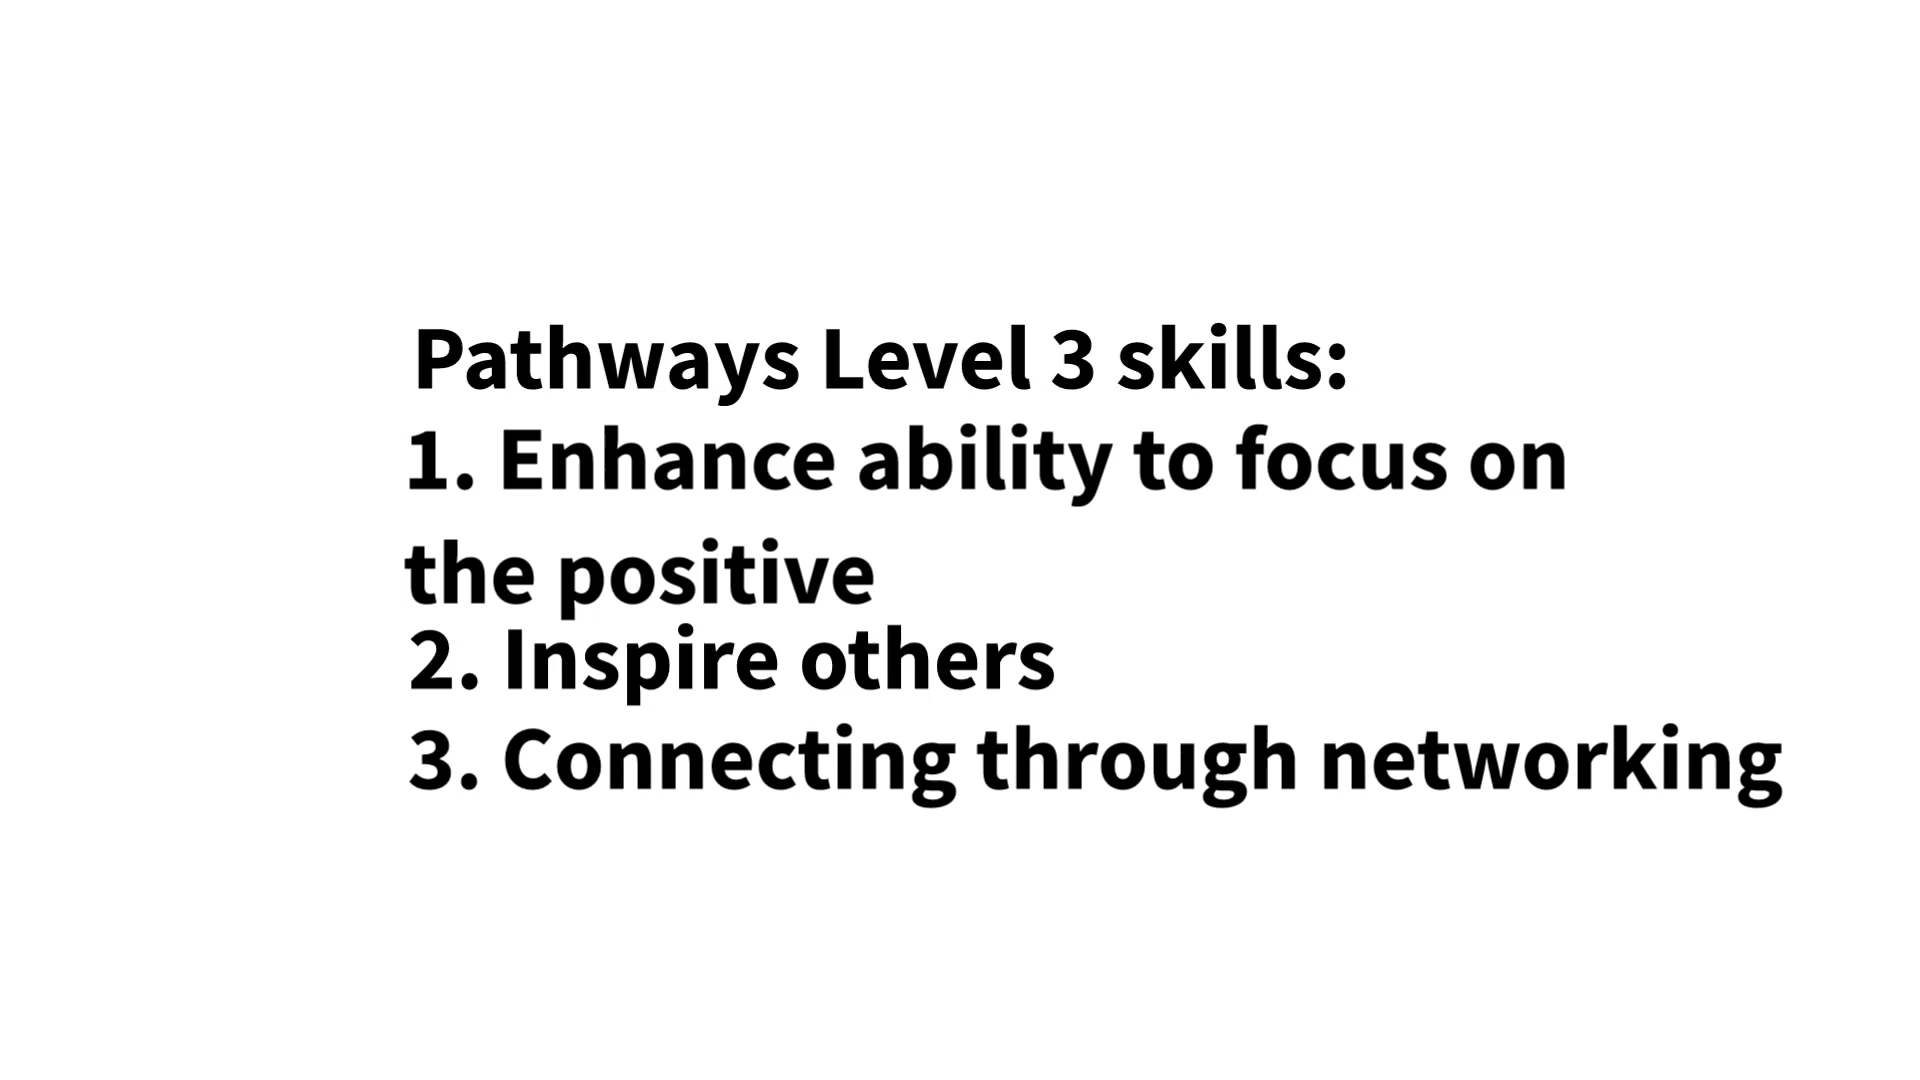 Pathways Level 3 skills:
1. Enhance ability to focus on
the positive
2. Inspire others
3. Connecting through networking